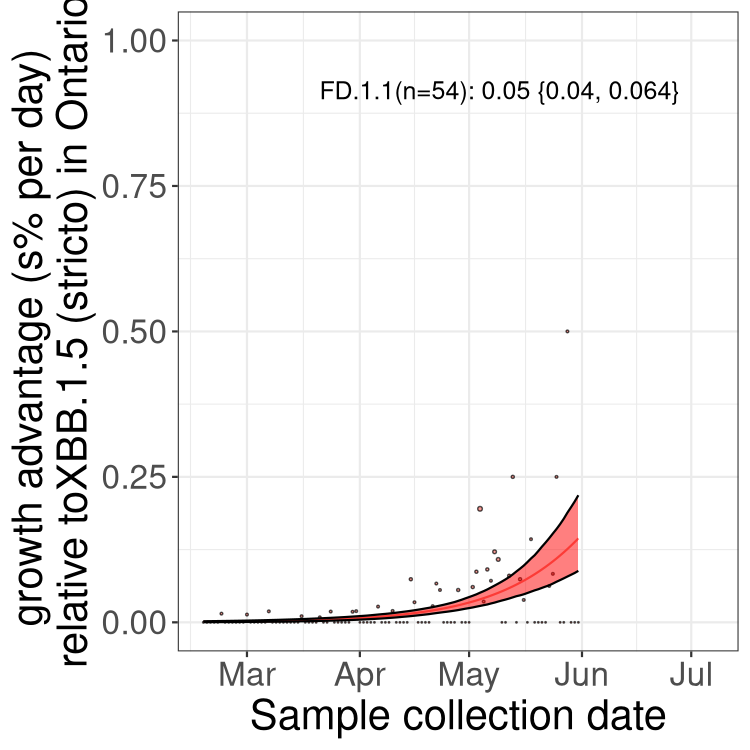 growth advantage (s% per day)
relative toXBB.1.5 (stricto) in Ontario
1.00
0.75
0.50
0.25
0.00
FD.1.1(n=54): 0.05 {0.04, 0.064}
Mar Apr May Jun Jul
Sample collection date